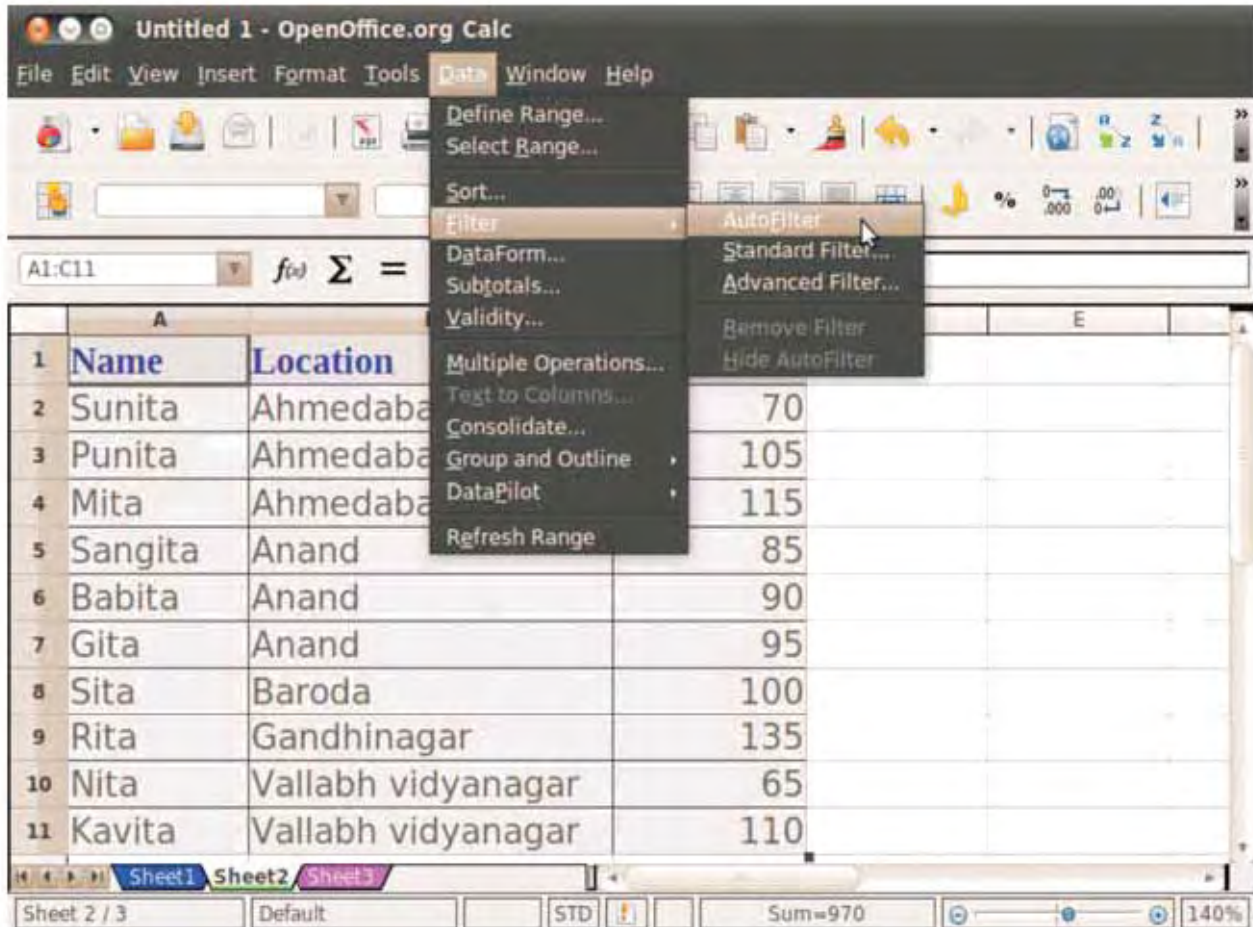 Untitled 1 - OpenOffice.org Calc
File Edit View Insert Format Tools Data Window Help
Define Range...
Select Range...
Sort...
Filter
DataForm...
Subtotals...
Validity...
Multiple Operations...
Text to Columns...
Consolidate...
Group and Outline
DataPilot
Refresh Range
AutoFilter
Standard Filter...
Advanced Filter...
Remove Filter
Hide AutoFilter
A1:C11 f(x) Σ =
A E
1 Name Location
2 Sunita Ahmedaba 70
3 Punita Ahmedaba 105
4 Mita Ahmedaba 115
5 Sangita Anand 85
6 Babita Anand 90
7 Gita Anand 95
8 Sita Baroda 100
9 Rita Gandhinagar 135
10 Nita Vallabh vidyanagar 65
11 Kavita Vallabh vidyanagar 110
Sheet1 Sheet2 Sheet3
Sheet 2 / 3 Default STD Sum=970 140%